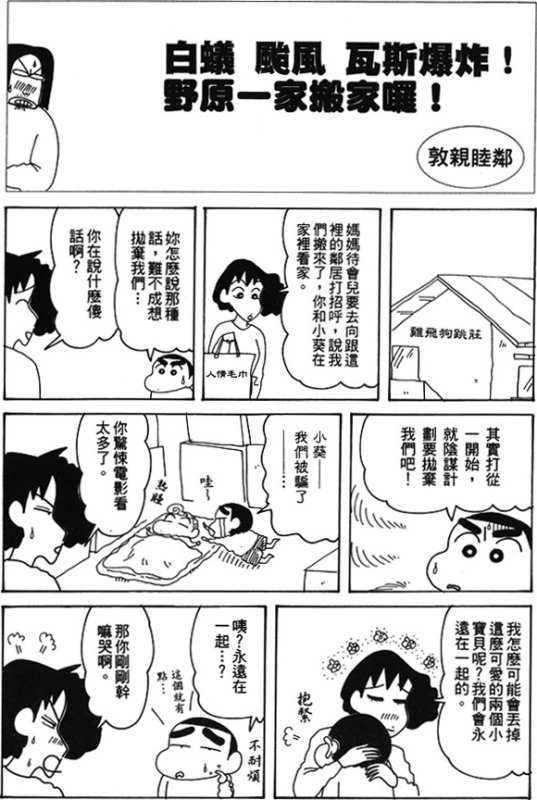 白蟻 颱風 瓦斯爆炸！
野原一家搬家囉！
敦親睦鄰
雞飛狗跳莊
媽媽待會兒要去向跟這
裡的鄰居打招呼，說我
們搬來了，你和小葵在
家裡看家。
人情毛巾
妳怎麼說那種
話，難不成想
拋棄我們…
你在說什麼傻
話啊？
其實打從
一開始，
就陰謀計
劃要拋棄
我們吧！
小葵——
——我們被騙了
哇～
熟睡
你驚悚電影看
太多了。
我怎麼可能會丟掉
這麼可愛的兩個小
寶貝呢？我們會永
遠在一起的。
抱緊
咦？永遠在
一起…？
這個就有
點…
不耐煩
那你剛剛幹
嘛哭啊。